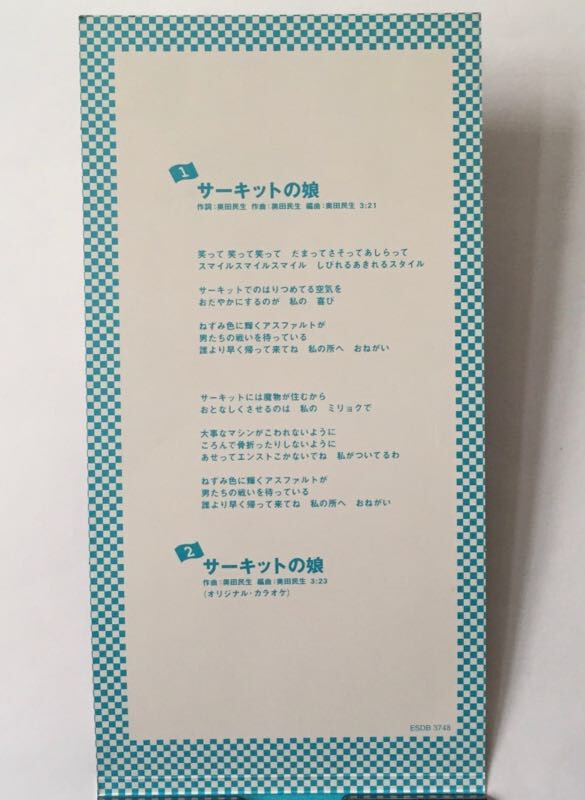 1
サーキットの娘
作詞：奥田民生 作曲：奥田民生 編曲：奥田民生 3:21
笑って 笑って笑って　だまってさそってあしらって
スマイルスマイルスマイル　しびれるあきれるスタイル
サーキットでのはりつめてる空気を
おだやかにするのが　私の　喜び
ねずみ色に輝くアスファルトが
男たちの戦いを待っている
誰より早く帰って来てね　私の所へ　おねがい
サーキットには魔物が住むから
おとなしくさせるのは　私の　ミリョクで
大事なマシンがこわれないように
ころんで骨折ったりしないように
あせってエンストこかないでね　私がついてるわ
ねずみ色に輝くアスファルトが
男たちの戦いを待っている
誰より早く帰って来てね　私の所へ　おねがい
2
サーキットの娘
作曲：奥田民生 編曲：奥田民生 3:23
（オリジナル・カラオケ）
ESDB 3748